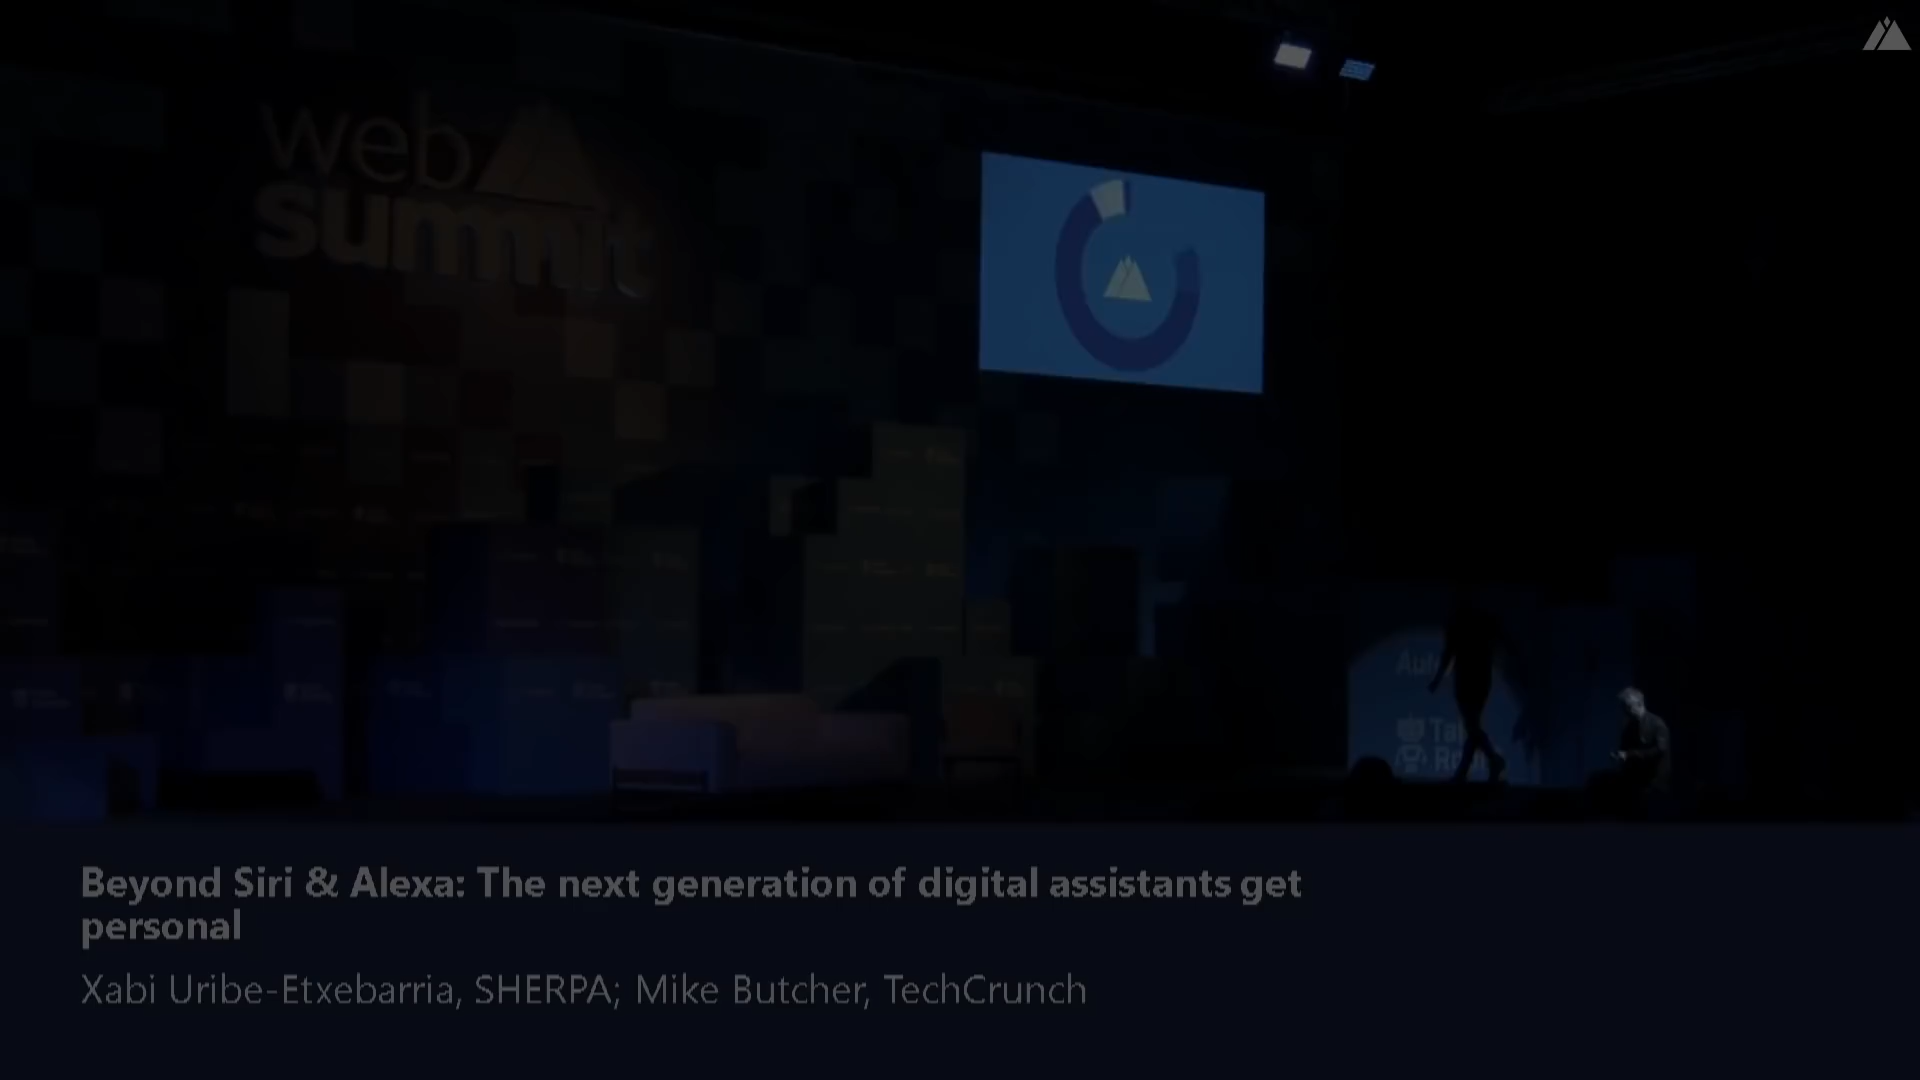 web
summit
Beyond Siri & Alexa: The next generation of digital assistants get
personal
Xabi Uribe-Etxebarria, SHERPA; Mike Butcher, TechCrunch